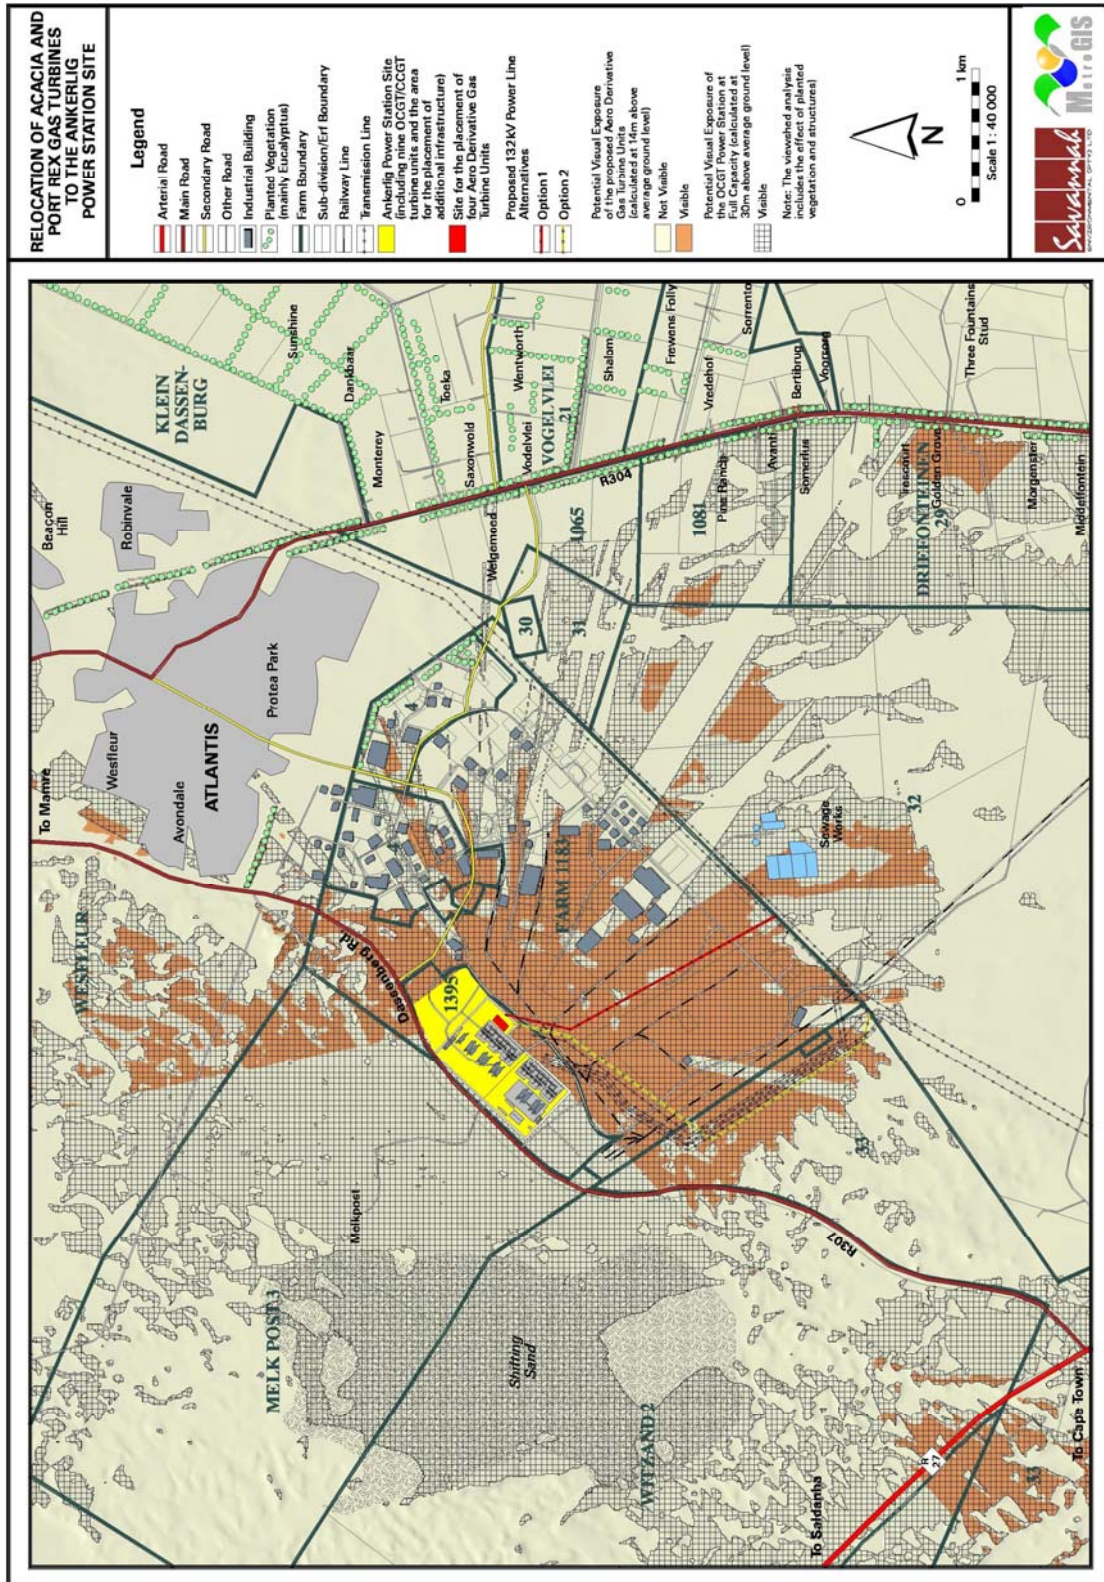 RELOCATION OF ACACIA AND
PORT REX GAS TURBINES
TO THE ANKERLIG
POWER STATION SITE
Legend
Arterial Road
Main Road
Secondary Road
Other Road
Industrial Building
Planted Vegetation
(mainly Eucalyptus)
Farm Boundary
Sub-division/Erf Boundary
Railway Line
Transmission Line
Ankerlig Power Station Site
(including nine OCGT/CCGT
turbine units and the area
for the placement of
additional infrastructure)
Site for the placement of
four Aero Derivative Gas
Turbine Units
Proposed 132kV Power Line
Alternatives
Option 1
Option 2
Potential Visual Exposure
of the proposed Aero Derivative
Gas Turbine Units
(calculated at 14m above
average ground level)
Not Visible
Visible
Potential Visual Exposure of
the OCGT Power Station at
Full Capacity (calculated at
30m above average ground level)
Visible
Note: The viewshed analysis
includes the effect of planted
vegetation and structures)
N
0
1 km
Scale 1 : 40 000
Savannah
ENVIRONMENTAL (PTY) LTD
MetroGIS
To Mamre
Beacon
Hill
Robinvale
KLEIN
DASSEN-
BURG
Sunshine
Wesfleur
Avondale
ATLANTIS
Protea Park
Dankbaar
Monterey
Toeka
Saxonwold
WESFLEUR
Dassenberg Rd.
4
Welgemoed
Wentworth
Vodelvlei
VOGELVLEI
21
Shalom
Frewens Folly
R304
1395
FARM 1183
30
31
1065
1081
Vredehof
Pine Ranch
Sorrento
Avanti
Bertibrug
Voorsorg
Somerlus
Melkpost
MELK POST 3
Shifting
Sand
Sewage
Works
32
33
Trescourt
Golden Grove
DRIEFONTEINEN
29
Three Fountains
Stud
Morgenster
Middelfontein
WITZAND 2
R307
R
27
To Saldanha
To Cape Town
33